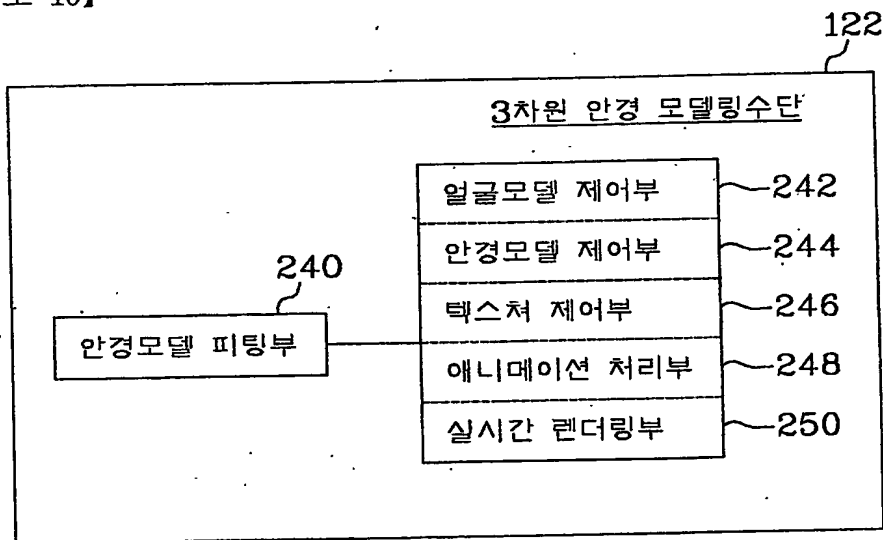 10】
122
3차원 안경 모델링수단
얼굴모델 제어부 242
안경모델 제어부 244
240
텍스쳐 제어부 246
안경모델 피팅부
애니메이션 처리부 248
실시간 렌더링부 250